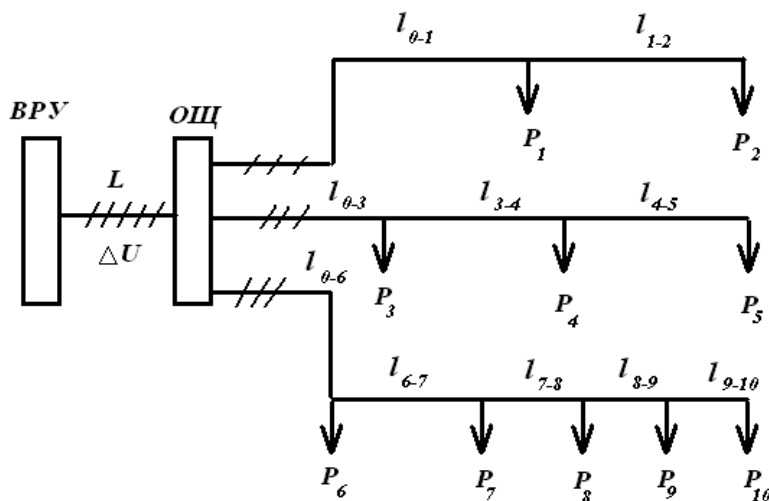 l₀₋₁ l₁₋₂
ВРУ ОЩ
P₁ P₂
L
l₀₋₃ l₃₋₄ l₄₋₅
△U
l₀₋₆
P₃ P₄ P₅
l₆₋₇ l₇₋₈ l₈₋₉ l₉₋₁₀
P₆ P₇ P₈ P₉ P₁₀